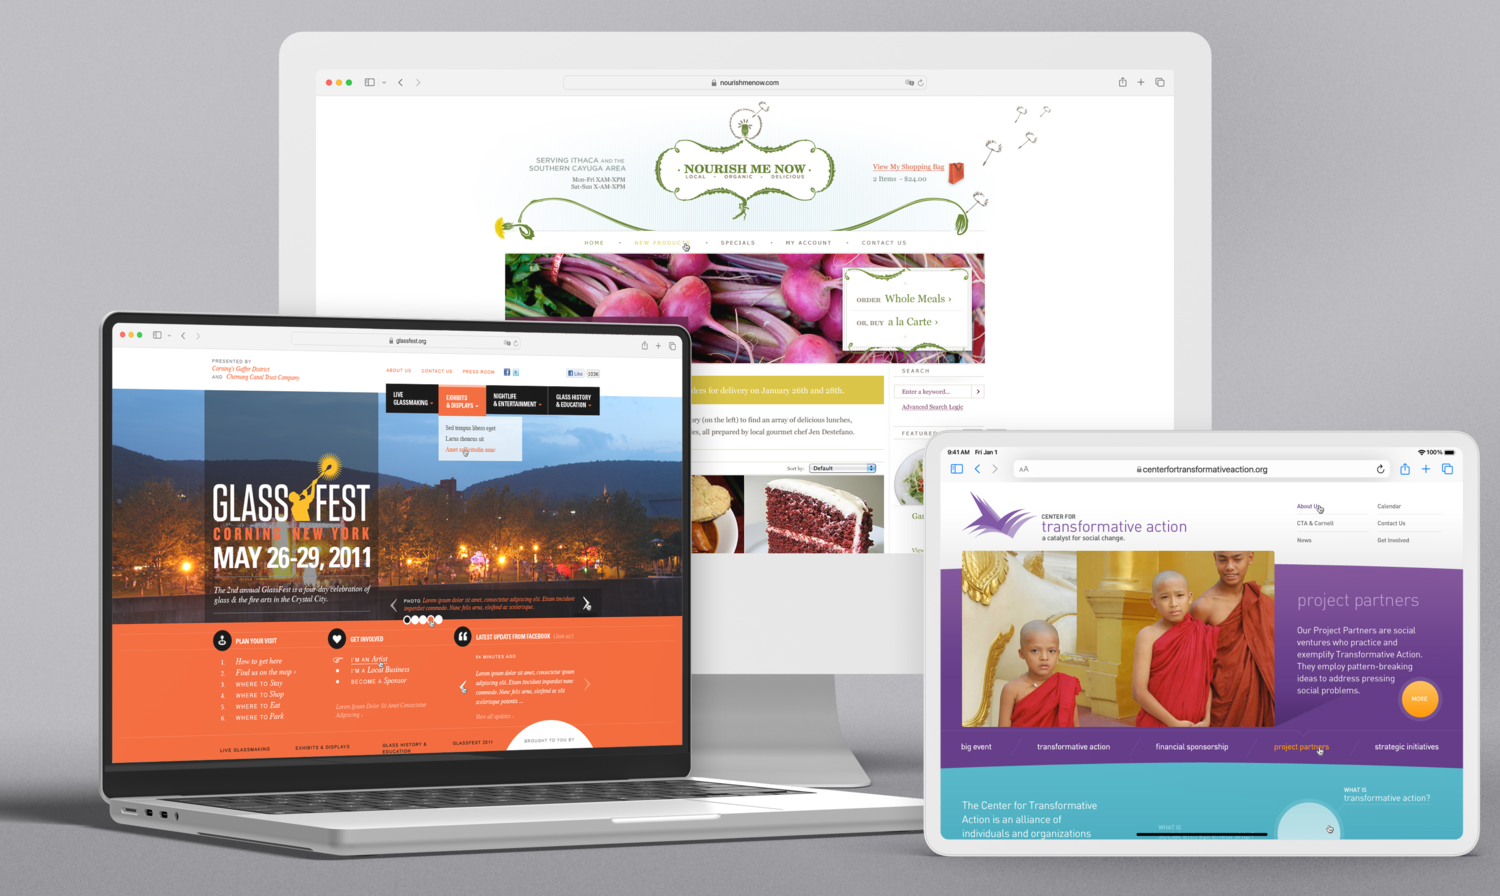 nourishmenow.com
SERVING ITHACA AND THE
SOUTHERN CAYUGA AREA
Mon-Fri XAM-XPM
Sat-Sun X-AM-XPM
· NOURISH ME NOW ·
LOCAL - ORGANIC - DELICIOUS
View My Shopping Bag
2 Items - $24.00
HOME • NEW PRODUCTS • SPECIALS • MY ACCOUNT • CONTACT US
ORDER Whole Meals ›
OR, BUY a la Carte ›
ders for delivery on January 26th and 28th.
ry (on the left) to find an array of delicious lunches,
es, all prepared by local gourmet chef Jen Destefano.
Sort by: Default
SEARCH
Enter a keyword...
Advanced Search Logic
FEATURED
Gas
View
glassfest.org
PRESENTED BY
Corning's Gaffer District
AND Chemung Canal Trust Company
ABOUT US CONTACT US PRESS ROOM
Like 103K
LIVE
GLASSMAKING
EXHIBITS
& DISPLAYS
NIGHTLIFE
& ENTERTAINMENT
GLASS HISTORY
& EDUCATION
Sed tempus libero eget
Larus rhoncus sit
Amet sollicitudin nunc
GLASSFEST
CORNING NEW YORK
MAY 26-29, 2011
The 2nd annual GlassFest is a four-day celebration of
glass & the fire arts in the Crystal City.
PHOTO Lorem ipsum dolor sit amet, consectetur adipiscing elit. Etiam tincidunt
imperdiet commodo. Nunc felis urna, eleifend ac scelerisque.
PLAN YOUR VISIT
1. How to get here
2. Find us on the map ›
3. WHERE TO Stay
4. WHERE TO Shop
5. WHERE TO Eat
6. WHERE TO Park
GET INVOLVED
I'M AN Artist
I'M A Local Business
BECOME A Sponsor
Lorem Ipsum Dolor Sit Amet Consectetur
Adipiscing ›
LATEST UPDATE FROM FACEBOOK (Join us!)
54 MINUTES AGO
Lorem ipsum dolor sit amet, consectetur ipsum
adipiscing elit. Etiam tincidunt imperdiet ipsum
commodo. Nunc felis urna, eleifend ac elit
scelerisque potenti ...
View all updates ›
BROUGHT TO YOU BY
LIVE GLASSMAKING
EXHIBITS & DISPLAYS
GLASS HISTORY &
EDUCATION
GLASSFEST 2011
9:41 AM Fri Jan 1
100%
AA
centerfortransformativeaction.org
CENTER FOR
transformative action
a catalyst for social change.
About Us
Calendar
CTA & Cornell
Contact Us
News
Get Involved
project partners
Our Project Partners are social
ventures who practice and
exemplify Transformative Action.
They employ pattern-breaking
ideas to address pressing
social problems.
MORE
big event
transformative action
financial sponsorship
project partners
strategic initiatives
The Center for Transformative
Action is an alliance of
individuals and organizations
WHAT IS
WHAT IS
transformative action?